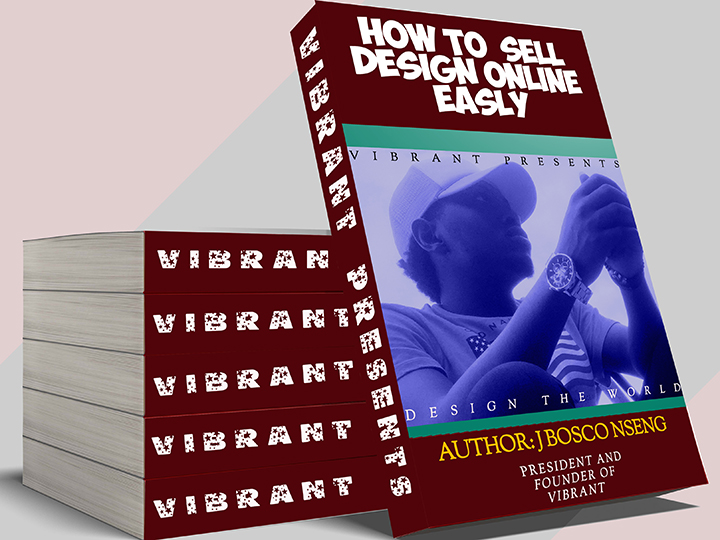 HOW TO SELL
DESIGN ONLINE
EASLY
VIBRANT PRESENTS
DESIGN THE WORLD
AUTHOR: J BOSCO NSENG
PRESIDENT AND
FOUNDER OF
VIBRANT
VIBRANT PRESENTS
VIBRAN
VIBRANT
VIBRANT
VIBRANT
VIBRANT